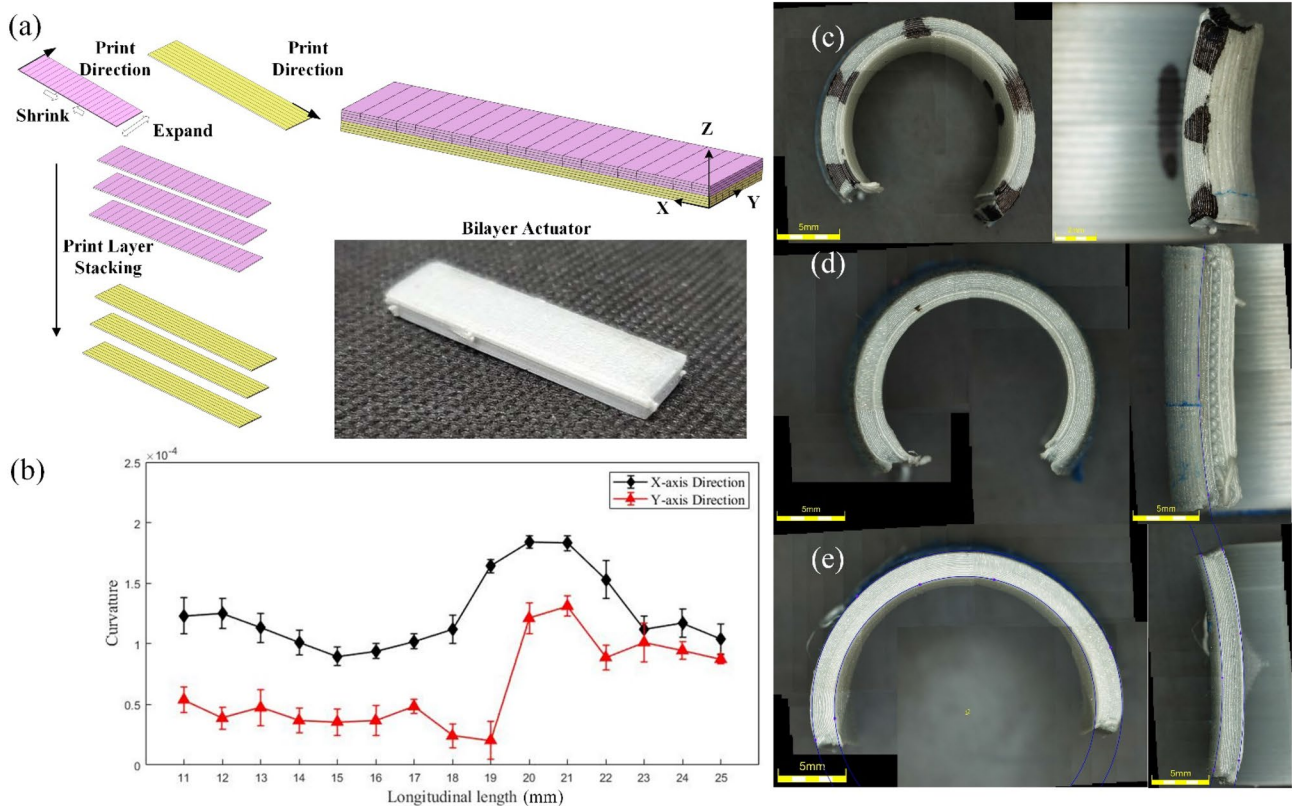 (a)
Print
Direction
Print
Direction
Shrink
Expand
Print Layer
Stacking
Z
X
Y
Bilayer Actuator
(b)
×10⁻⁴
2.5
2
1.5
1
0.5
0
Curvature
X-axis Direction
Y-axis Direction
11 12 13 14 15 16 17 18 19 20 21 22 23 24 25
Longitudinal length (mm)
(c)
5mm
(d)
5mm
5mm
(e)
5mm
5mm